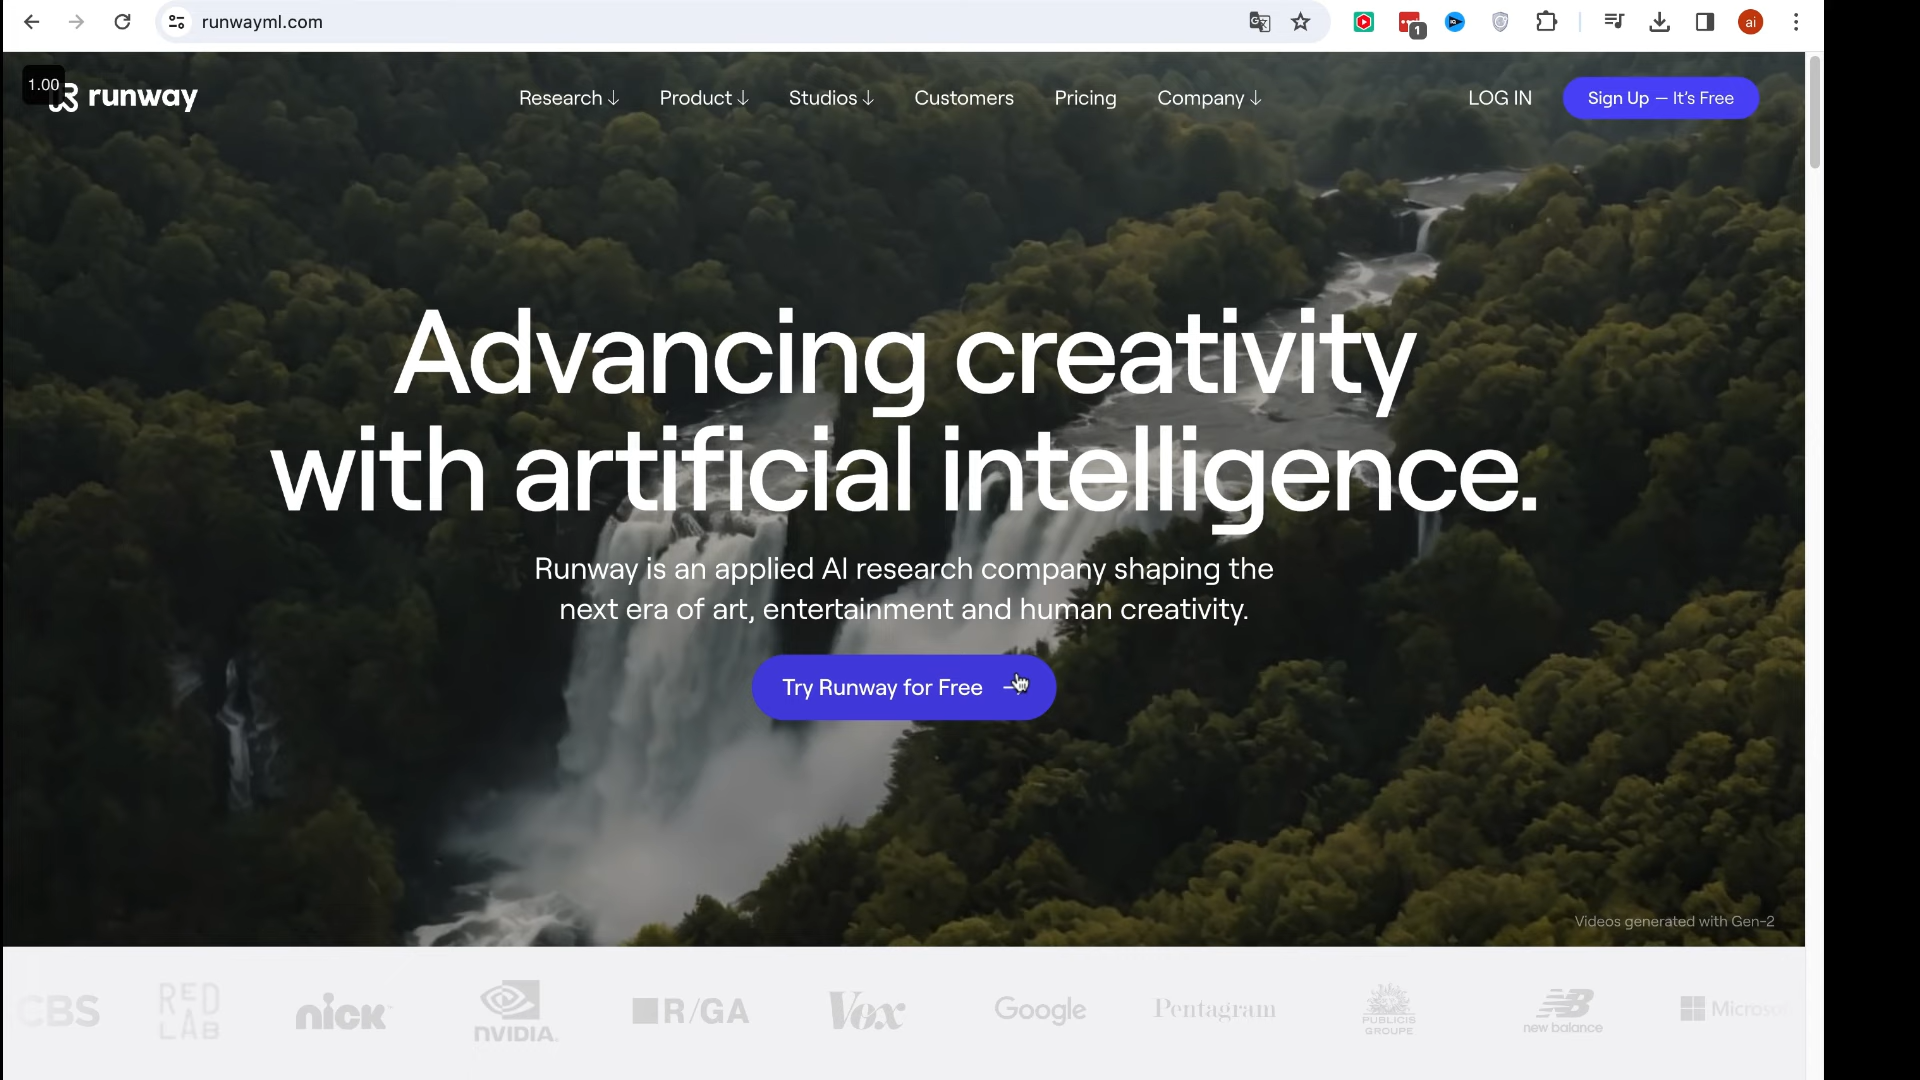 runwayml.com
1
ai
1.00
runway
Research ↓
Product ↓
Studios ↓
Customers
Pricing
Company ↓
LOG IN
Sign Up — It's Free
Advancing creativity
with artificial intelligence.
Runway is an applied AI research company shaping the
next era of art, entertainment and human creativity.
Try Runway for Free
Videos generated with Gen-2
CBS
RED
LAB
nick
NVIDIA.
R/GA
Vox
Google
Pentagram
PUBLICIS
GROUPE
new balance
Microso